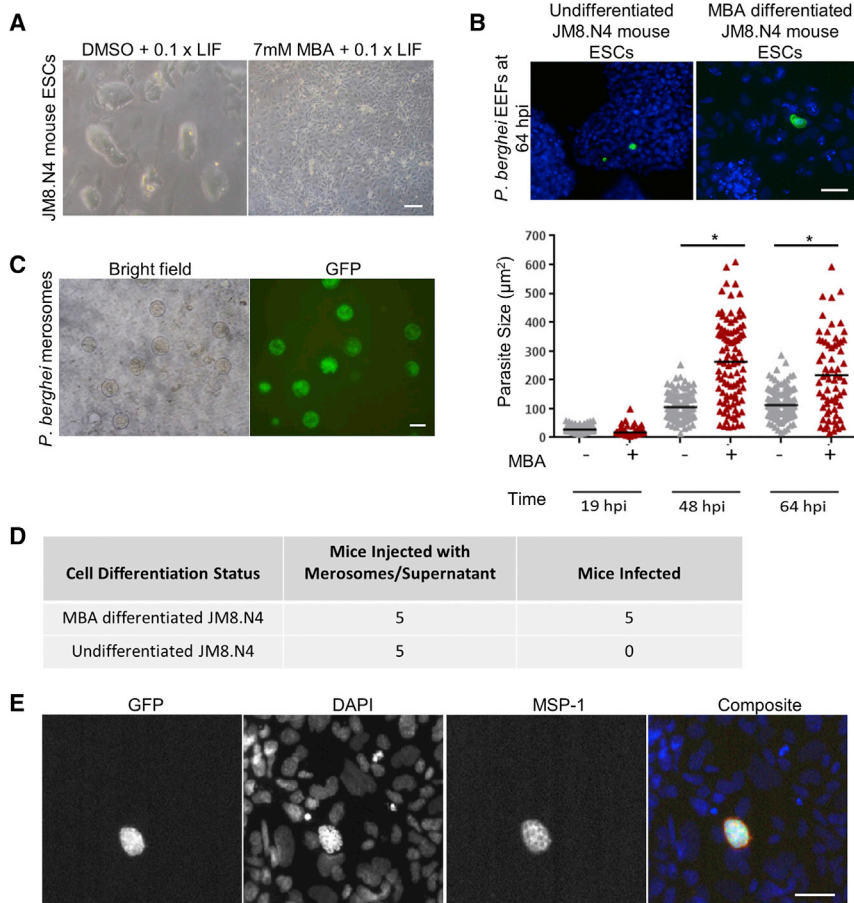 A
DMSO + 0.1 x LIF
7mM MBA + 0.1 x LIF
JM8.N4 mouse ESCs
B
Undifferentiated
JM8.N4 mouse
ESCs
MBA differentiated
JM8.N4 mouse
ESCs
P. berghei EEFs at
64 hpi
700
600
500
400
300
200
100
0
Parasite Size (µm²)
*
*
MBA
- + - + - +
Time
19 hpi
48 hpi
64 hpi
C
Bright field
GFP
P. berghei merosomes
D
Cell Differentiation Status
Mice Injected with
Merosomes/Supernatant
Mice Infected
MBA differentiated JM8.N4 5 5
Undifferentiated JM8.N4 5 0
E
GFP
DAPI
MSP-1
Composite